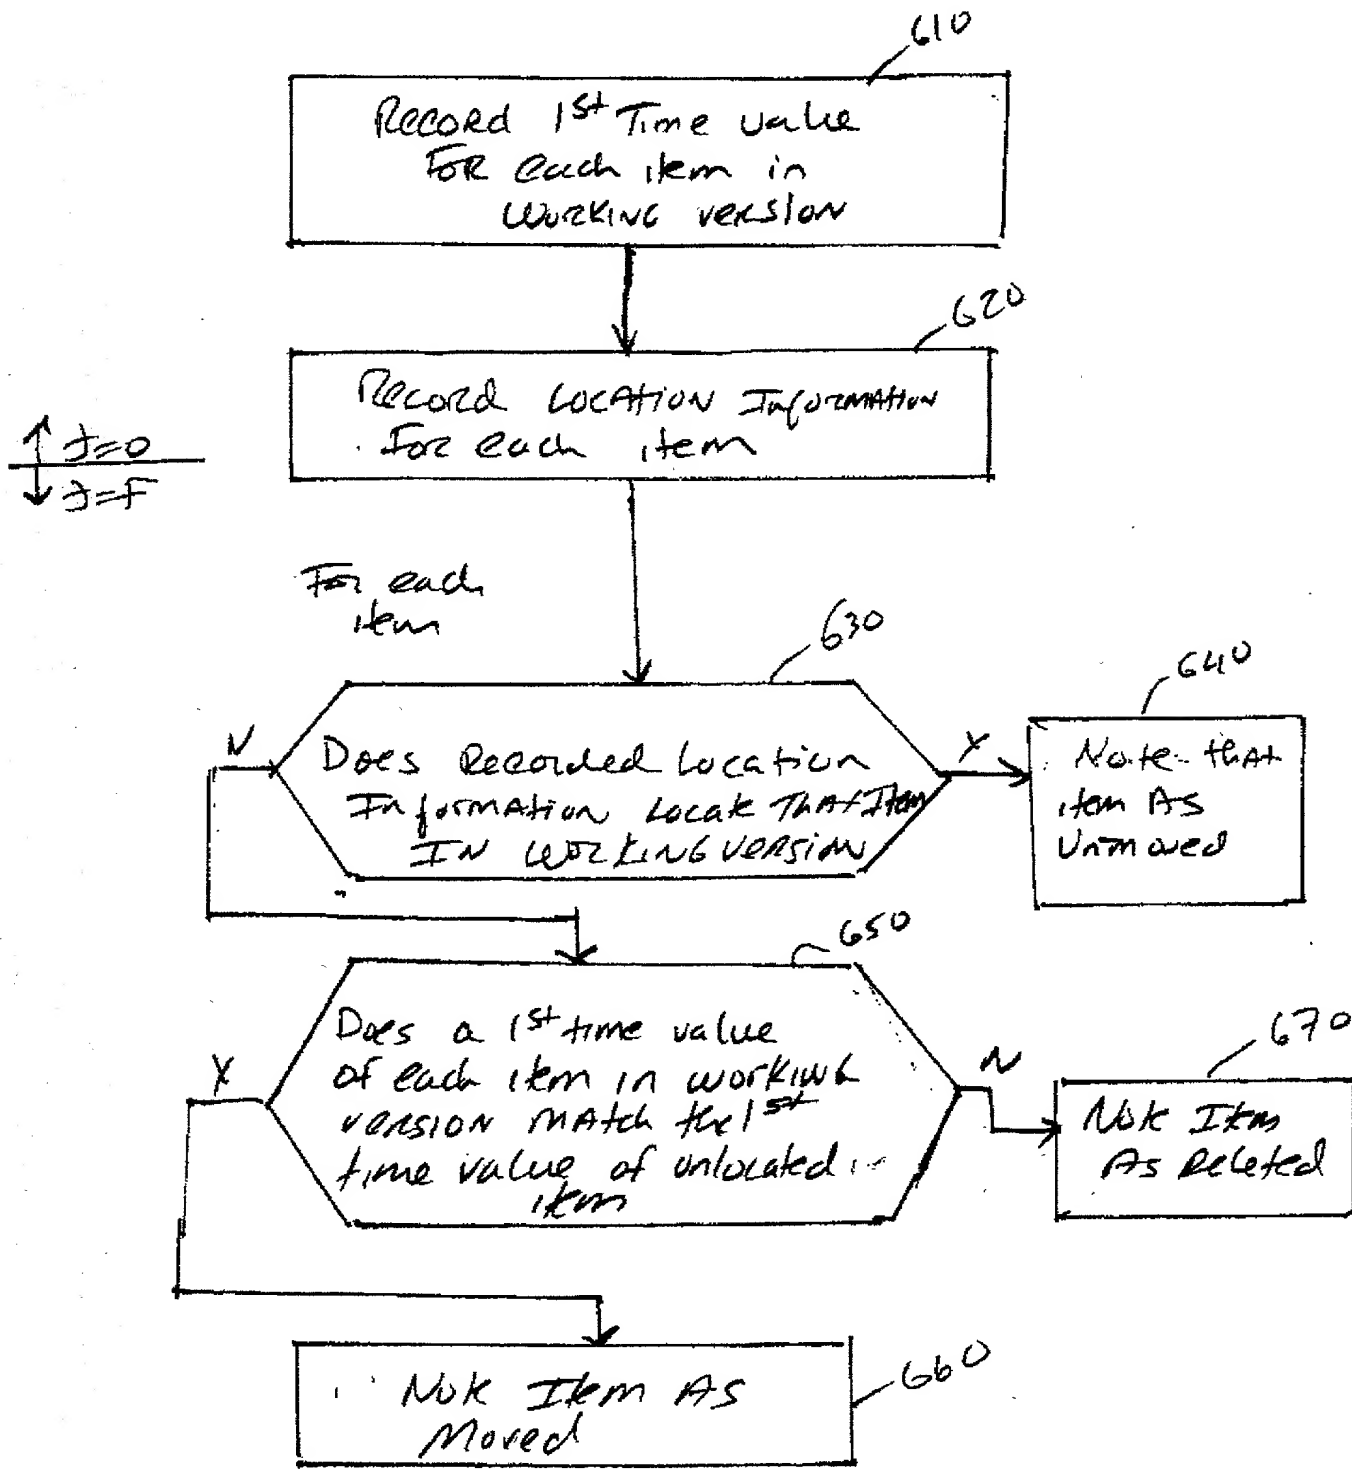 610
Record 1st Time value
FOR each item in
WORKING VERSION
620
Record LOCATION InfORMATION
For each item
t=0
t=F
For each
item
630
640
N
Y
Does Recorded Location
InformAtion Locate That Item
IN WORKING VERSION
Note that
item As
Unmoved
650
Does a 1st time value
of each item in working
version match the 1st
time value of unlocated
item
Y
N
670
Note Item
As Deleted
660
Note Item As
Moved